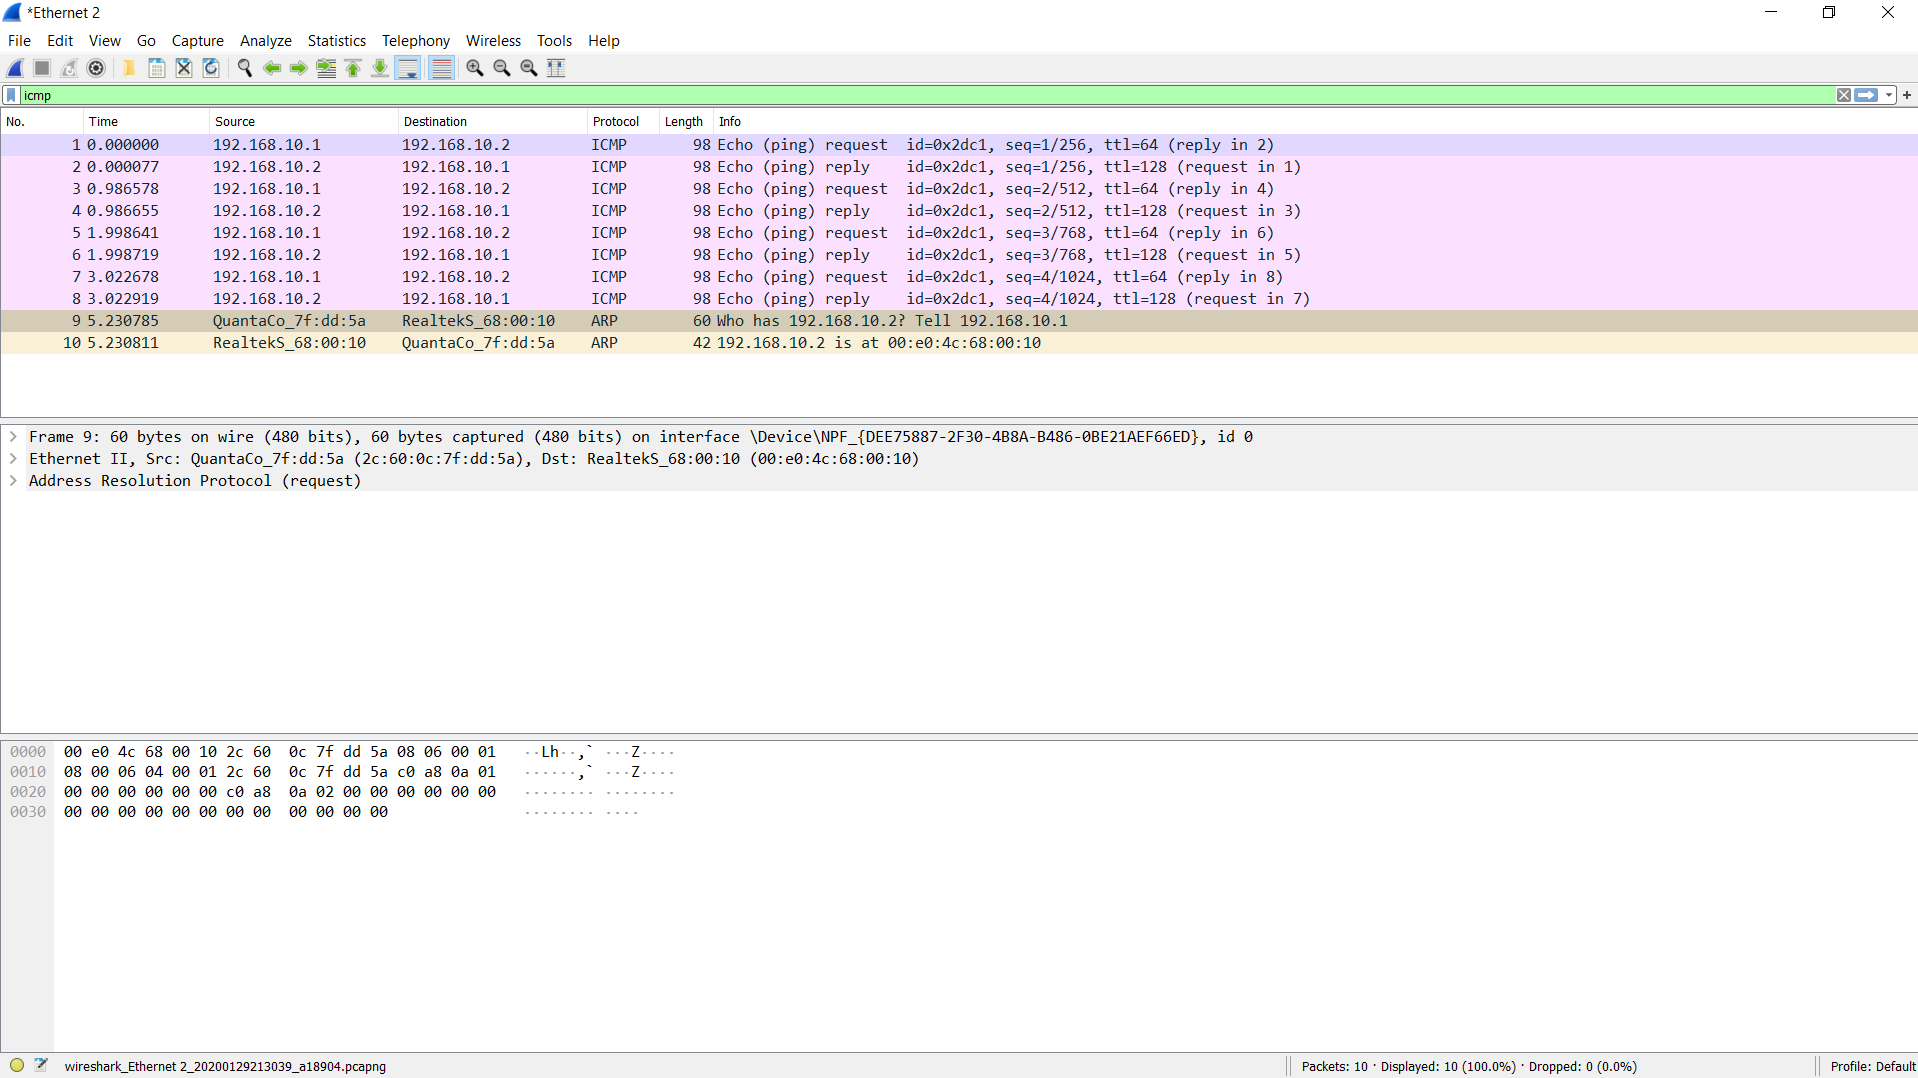 *Ethernet 2
File Edit View Go Capture Analyze Statistics Telephony Wireless Tools Help
icmp
No. Time Source Destination Protocol Length Info
1 0.000000 192.168.10.1 192.168.10.2 ICMP 98 Echo (ping) request id=0x2dc1, seq=1/256, ttl=64 (reply in 2)
2 0.000077 192.168.10.2 192.168.10.1 ICMP 98 Echo (ping) reply id=0x2dc1, seq=1/256, ttl=128 (request in 1)
3 0.986578 192.168.10.1 192.168.10.2 ICMP 98 Echo (ping) request id=0x2dc1, seq=2/512, ttl=64 (reply in 4)
4 0.986655 192.168.10.2 192.168.10.1 ICMP 98 Echo (ping) reply id=0x2dc1, seq=2/512, ttl=128 (request in 3)
5 1.998641 192.168.10.1 192.168.10.2 ICMP 98 Echo (ping) request id=0x2dc1, seq=3/768, ttl=64 (reply in 6)
6 1.998719 192.168.10.2 192.168.10.1 ICMP 98 Echo (ping) reply id=0x2dc1, seq=3/768, ttl=128 (request in 5)
7 3.022678 192.168.10.1 192.168.10.2 ICMP 98 Echo (ping) request id=0x2dc1, seq=4/1024, ttl=64 (reply in 8)
8 3.022919 192.168.10.2 192.168.10.1 ICMP 98 Echo (ping) reply id=0x2dc1, seq=4/1024, ttl=128 (request in 7)
9 5.230785 QuantaCo_7f:dd:5a RealtekS_68:00:10 ARP 60 Who has 192.168.10.2? Tell 192.168.10.1
10 5.230811 RealtekS_68:00:10 QuantaCo_7f:dd:5a ARP 42 192.168.10.2 is at 00:e0:4c:68:00:10
Frame 9: 60 bytes on wire (480 bits), 60 bytes captured (480 bits) on interface \Device\NPF_{DEE75887-2F30-4B8A-B486-0BE21AEF66ED}, id 0
Ethernet II, Src: QuantaCo_7f:dd:5a (2c:60:0c:7f:dd:5a), Dst: RealtekS_68:00:10 (00:e0:4c:68:00:10)
Address Resolution Protocol (request)
0000 00 e0 4c 68 00 10 2c 60 0c 7f dd 5a 08 06 00 01 ··Lh··,` ···Z····
0010 08 00 06 04 00 01 2c 60 0c 7f dd 5a c0 a8 0a 01 ······,` ···Z····
0020 00 00 00 00 00 00 c0 a8 0a 02 00 00 00 00 00 00 ········ ········
0030 00 00 00 00 00 00 00 00 00 00 00 00 ········ ····
wireshark_Ethernet 2_20200129213039_a18904.pcapng Packets: 10 · Displayed: 10 (100.0%) · Dropped: 0 (0.0%) Profile: Default